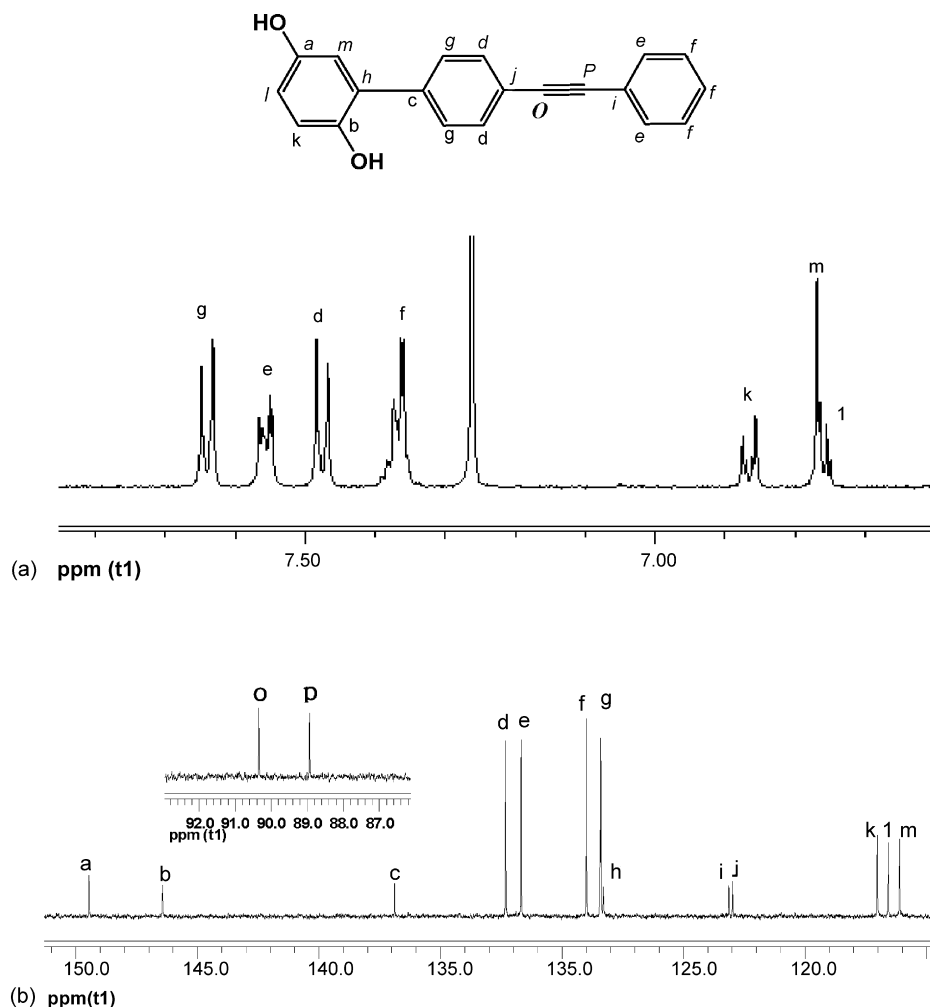 HO
a m g d e
h j P f
l c O i f
k b g d e f
OH
g d f m
e k 1
7.50 7.00
(a) ppm (t1)
o p f g
d e
92.0 91.0 90.0 89.0 88.0 87.0
ppm (t1)
a b c h i j k 1 m
150.0 145.0 140.0 135.0 135.0 125.0 120.0
(b) ppm(t1)